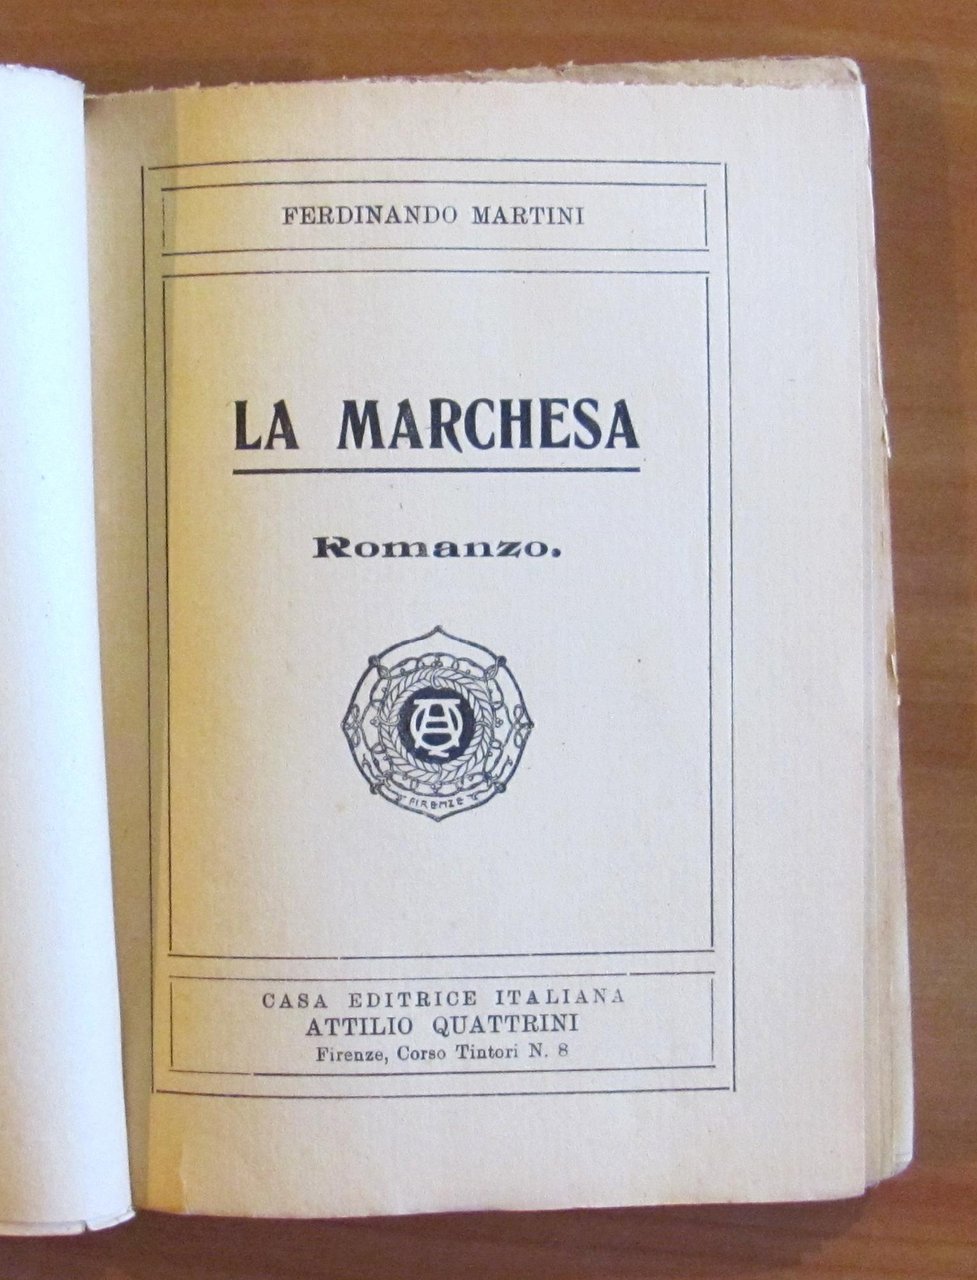 FERDINANDO MARTINI
LA MARCHESA
Romanzo.
FIRENZE
CASA EDITRICE ITALIANA
ATTILIO QUATTRINI
Firenze, Corso Tintori N. 8